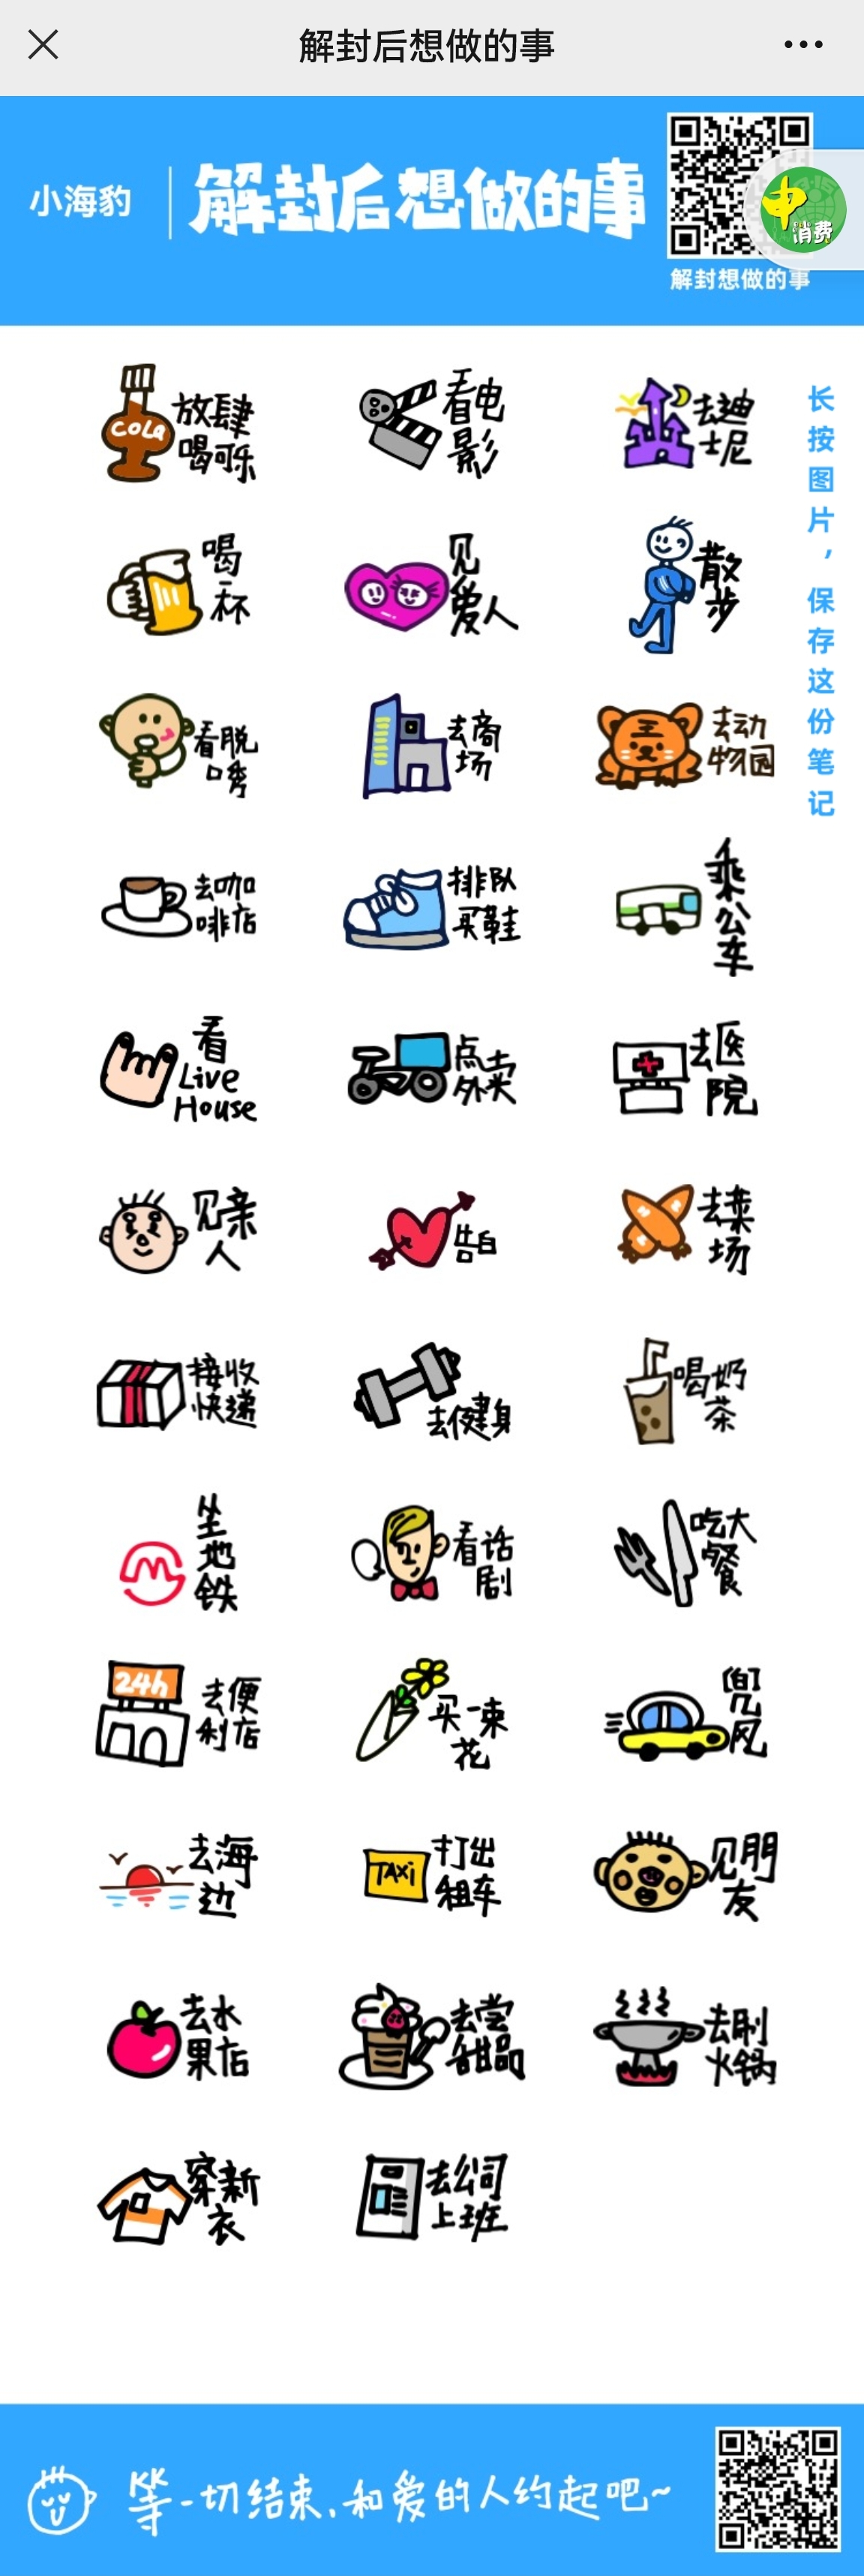 解封后想做的事
小海豹
解封后想做的事
中
消费
解封想做的事
长按图片，保存这份笔记
COLA
放肆
喝可乐
看电
影
去迪
士尼
喝
一杯
见
爱人
散
步
看脱
口秀
去商
场
去动
物园
去咖
啡店
排队
买鞋
乘公车
看
Live
House
点
外卖
去医
院
见亲
人
告白
去菜
场
接收
快递
去健身
喝奶
茶
坐地铁
看话
剧
吃大
餐
24h
去便
利店
买一束
花
兜
风
去海
边
TAXi
打出
租车
见朋
友
去水
果店
去尝
甜品
去涮
火锅
穿新
衣
去公司
上班
等一切结束,和爱的人约起吧~